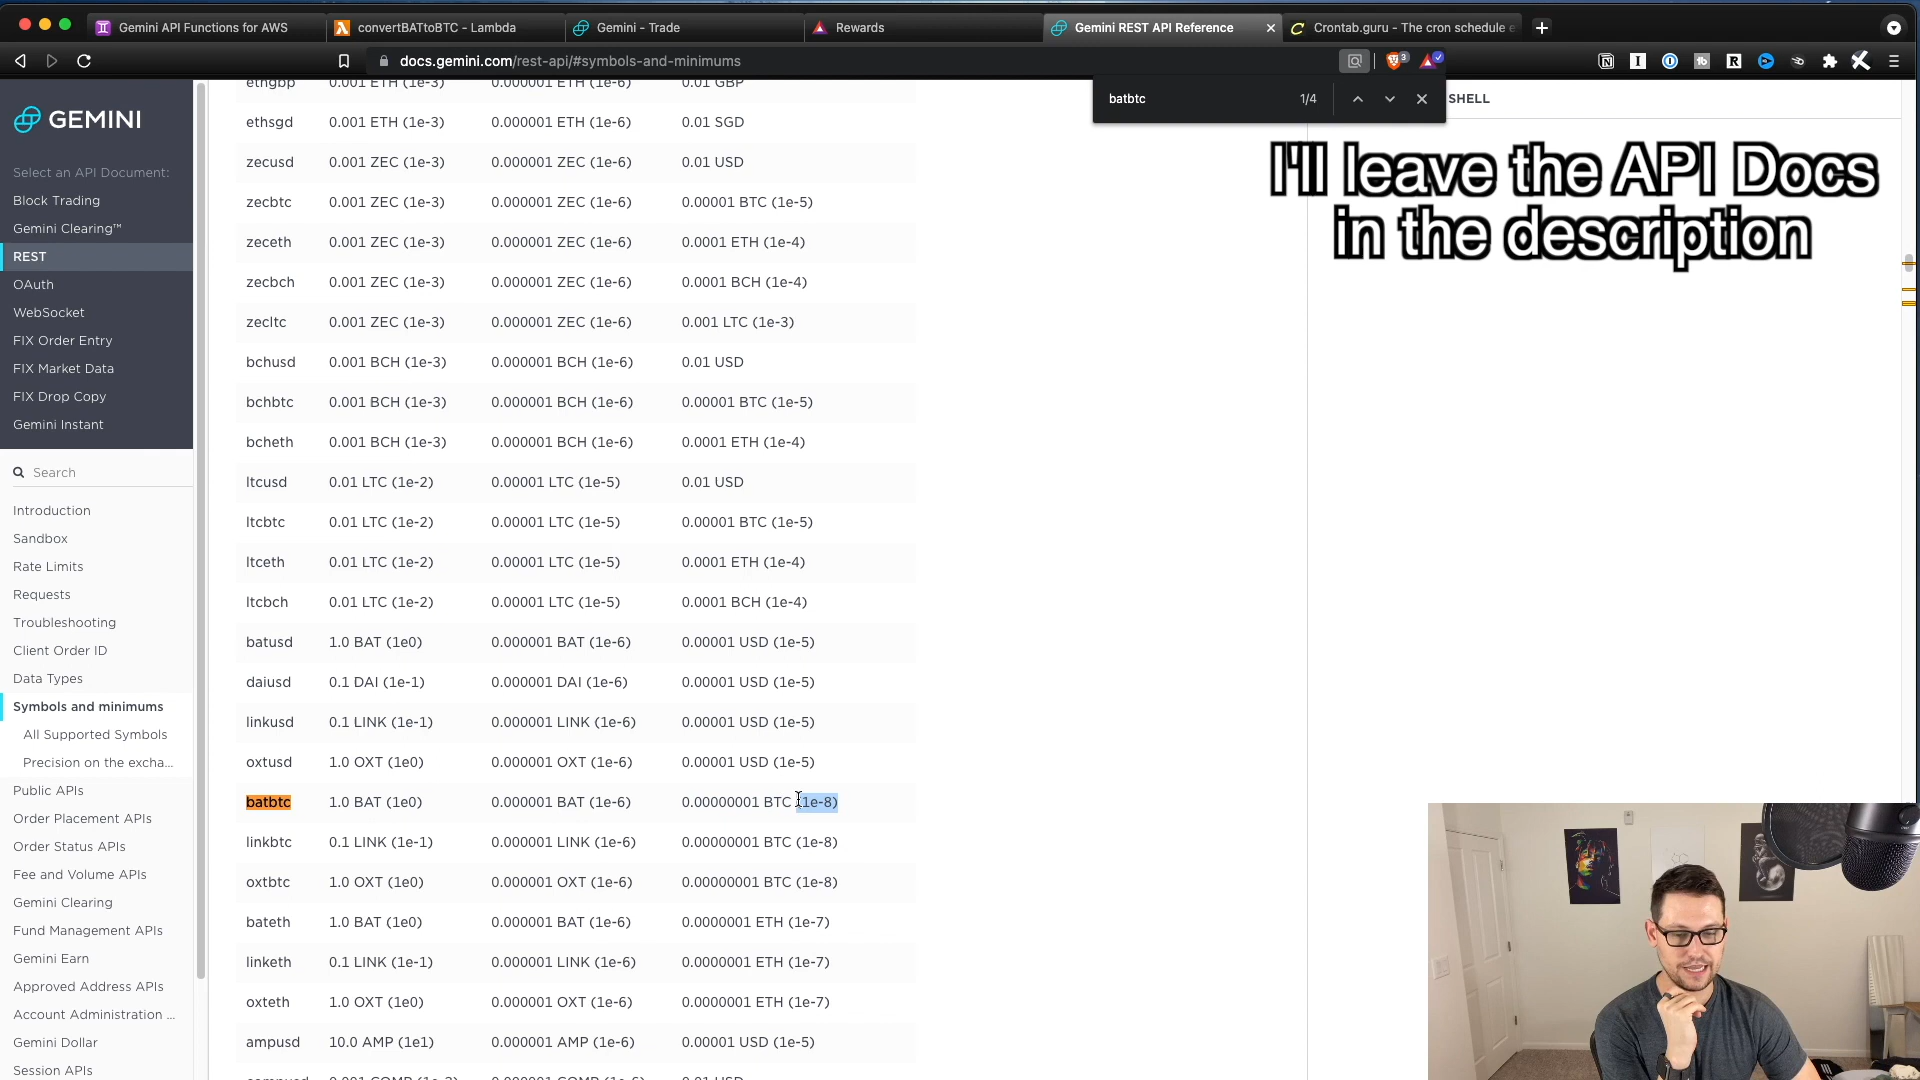 Gemini API Functions for AWS
convertBATtoBTC - Lambda
Gemini - Trade
Rewards
Gemini REST API Reference
Crontab.guru - The cron schedule e
docs.gemini.com/rest-api/#symbols-and-minimums
batbtc 1/4
SHELL
I'll leave the API Docs
in the description
GEMINI
Select an API Document:
Block Trading
Gemini Clearing™
REST
OAuth
WebSocket
FIX Order Entry
FIX Market Data
FIX Drop Copy
Gemini Instant
Search
Introduction
Sandbox
Rate Limits
Requests
Troubleshooting
Client Order ID
Data Types
Symbols and minimums
All Supported Symbols
Precision on the excha...
Public APIs
Order Placement APIs
Order Status APIs
Fee and Volume APIs
Gemini Clearing
Fund Management APIs
Gemini Earn
Approved Address APIs
Account Administration ...
Gemini Dollar
Session APIs
ethgbp 0.001 ETH (1e-3) 0.000001 ETH (1e-6) 0.01 GBP
ethsgd 0.001 ETH (1e-3) 0.000001 ETH (1e-6) 0.01 SGD
zecusd 0.001 ZEC (1e-3) 0.000001 ZEC (1e-6) 0.01 USD
zecbtc 0.001 ZEC (1e-3) 0.000001 ZEC (1e-6) 0.00001 BTC (1e-5)
zeceth 0.001 ZEC (1e-3) 0.000001 ZEC (1e-6) 0.0001 ETH (1e-4)
zecbch 0.001 ZEC (1e-3) 0.000001 ZEC (1e-6) 0.0001 BCH (1e-4)
zecltc 0.001 ZEC (1e-3) 0.000001 ZEC (1e-6) 0.001 LTC (1e-3)
bchusd 0.001 BCH (1e-3) 0.000001 BCH (1e-6) 0.01 USD
bchbtc 0.001 BCH (1e-3) 0.000001 BCH (1e-6) 0.00001 BTC (1e-5)
bcheth 0.001 BCH (1e-3) 0.000001 BCH (1e-6) 0.0001 ETH (1e-4)
ltcusd 0.01 LTC (1e-2) 0.00001 LTC (1e-5) 0.01 USD
ltcbtc 0.01 LTC (1e-2) 0.00001 LTC (1e-5) 0.00001 BTC (1e-5)
ltceth 0.01 LTC (1e-2) 0.00001 LTC (1e-5) 0.0001 ETH (1e-4)
ltcbch 0.01 LTC (1e-2) 0.00001 LTC (1e-5) 0.0001 BCH (1e-4)
batusd 1.0 BAT (1e0) 0.000001 BAT (1e-6) 0.00001 USD (1e-5)
daiusd 0.1 DAI (1e-1) 0.000001 DAI (1e-6) 0.00001 USD (1e-5)
linkusd 0.1 LINK (1e-1) 0.000001 LINK (1e-6) 0.00001 USD (1e-5)
oxtusd 1.0 OXT (1e0) 0.000001 OXT (1e-6) 0.00001 USD (1e-5)
batbtc 1.0 BAT (1e0) 0.000001 BAT (1e-6) 0.00000001 BTC (1e-8)
linkbtc 0.1 LINK (1e-1) 0.000001 LINK (1e-6) 0.00000001 BTC (1e-8)
oxtbtc 1.0 OXT (1e0) 0.000001 OXT (1e-6) 0.00000001 BTC (1e-8)
bateth 1.0 BAT (1e0) 0.000001 BAT (1e-6) 0.0000001 ETH (1e-7)
linketh 0.1 LINK (1e-1) 0.000001 LINK (1e-6) 0.0000001 ETH (1e-7)
oxteth 1.0 OXT (1e0) 0.000001 OXT (1e-6) 0.0000001 ETH (1e-7)
ampusd 10.0 AMP (1e1) 0.000001 AMP (1e-6) 0.00001 USD (1e-5)